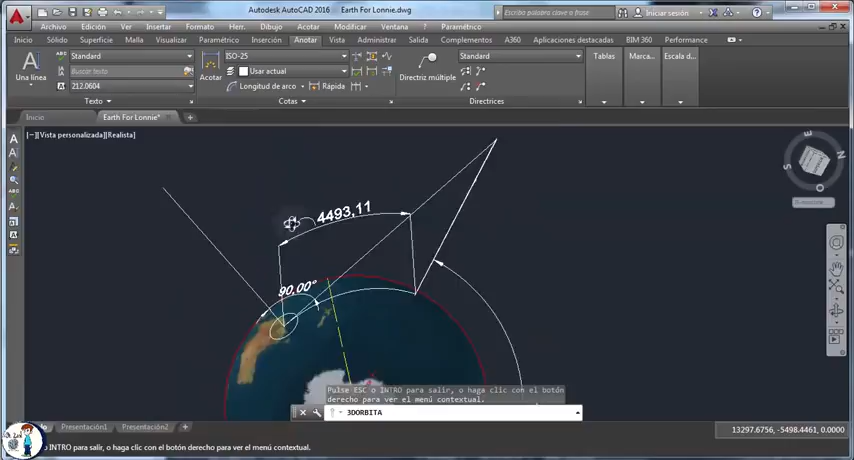 Autodesk AutoCAD 2016 Earth For Lonnie.dwg
Escriba palabra clave o frase
Iniciar sesión
Archivo Edición Ver Insertar Formato Herr. Dibujo Acotar Modificar Ventana ? Paramétrico
Inicio Sólido Superficie Malla Visualizar Paramétrico Insertar Anotar Vista Administrar Salida Complementos A360 Aplicaciones destacadas BIM 360 Performance
Una línea
Standard
Buscar texto
212.0604
Texto
Acotar
ISO-25
Usar actual
Longitud de arco
Rápida
Cotas
Directriz múltiple
Standard
Directrices
Tablas
Marca...
Escala d...
Inicio
Earth For Lonnie*
[−][Vista personalizada][Realista]
4493,11
90,00°
Pulse ESC o INTRO para salir, o haga clic con el botón
derecho para ver el menú contextual.
3DORBITA
Presentación1 Presentación2
o INTRO para salir, o haga clic con el botón derecho para ver el menú contextual.
13297.6756, -5498.4461, 0.0000